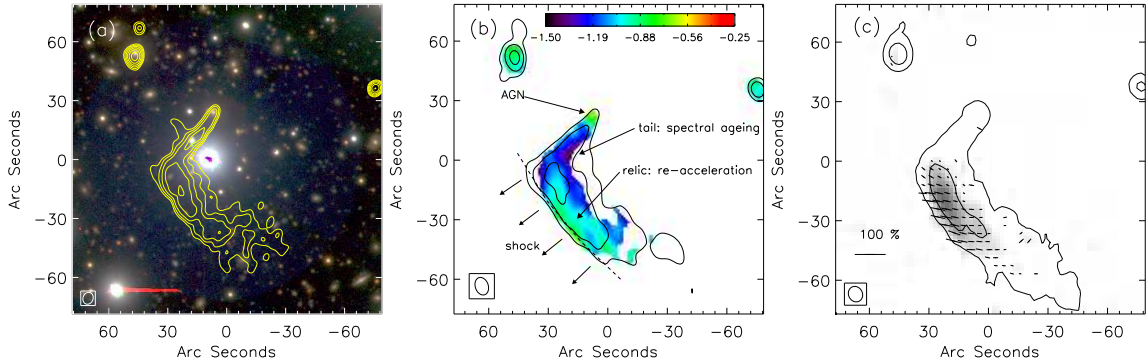 (a)
60
30
0
−30
−60
Arc Seconds
60 30 0 −30 −60
Arc Seconds
(b)
−1.50 −1.19 −0.88 −0.56 −0.25
AGN
tail: spectral ageing
relic: re−acceleration
shock
60
30
0
−30
−60
Arc Seconds
60 30 0 −30 −60
Arc Seconds
(c)
100 %
60
30
0
−30
−60
Arc Seconds
60 30 0 −30 −60
Arc Seconds